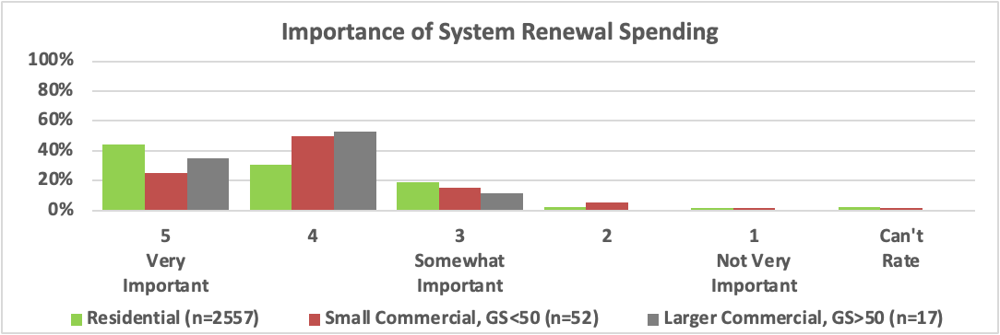 Importance of System Renewal Spending
100%
80%
60%
40%
20%
0%
5 4 3 2 1 Can't
Very Somewhat Not Very Rate
Important Important Important
Residential (n=2557) Small Commercial, GS<50 (n=52) Larger Commercial, GS>50 (n=17)